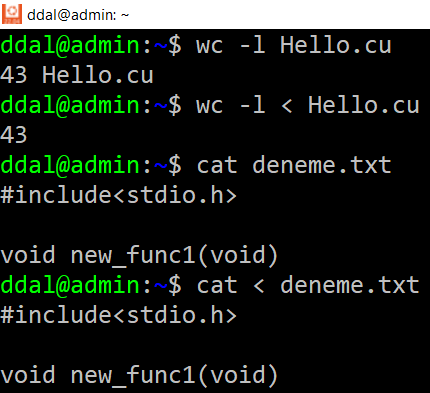 ddal@admin: ~
ddal@admin:~$ wc -l Hello.cu
43 Hello.cu
ddal@admin:~$ wc -l < Hello.cu
43
ddal@admin:~$ cat deneme.txt
#include<stdio.h>
void new_func1(void)
ddal@admin:~$ cat < deneme.txt
#include<stdio.h>
void new_func1(void)